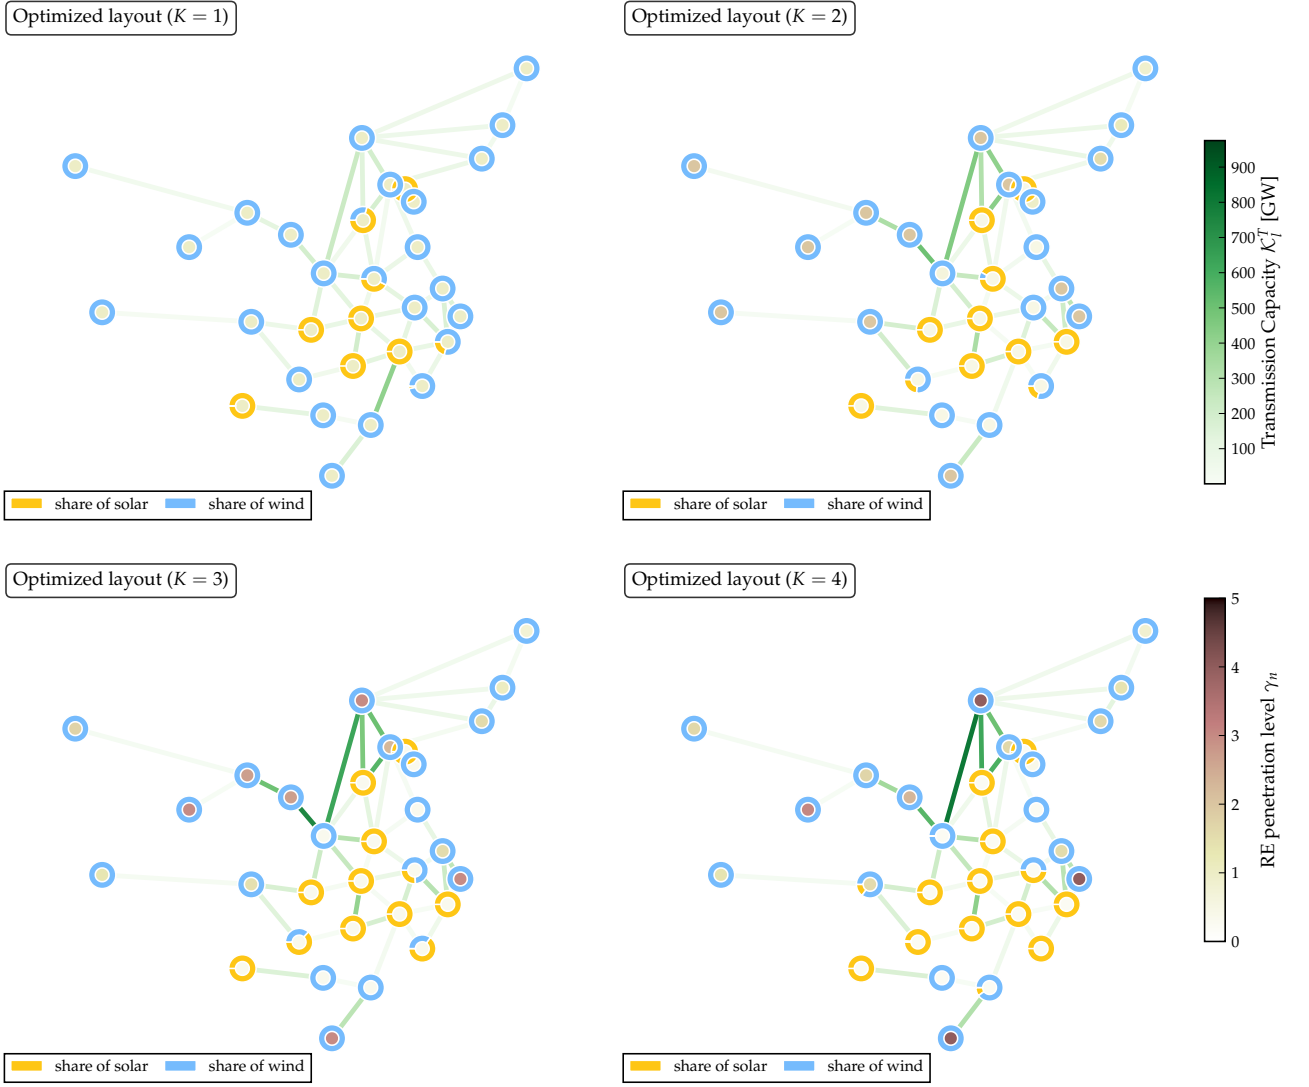 Optimized layout (K = 1)
Optimized layout (K = 2)
share of solar
share of wind
share of solar
share of wind
900
800
700
600
500
400
300
200
100
Transmission Capacity 𝒦ₗᵀ [GW]
Optimized layout (K = 3)
Optimized layout (K = 4)
share of solar
share of wind
share of solar
share of wind
5
4
3
2
1
0
RE penetration level γₙ